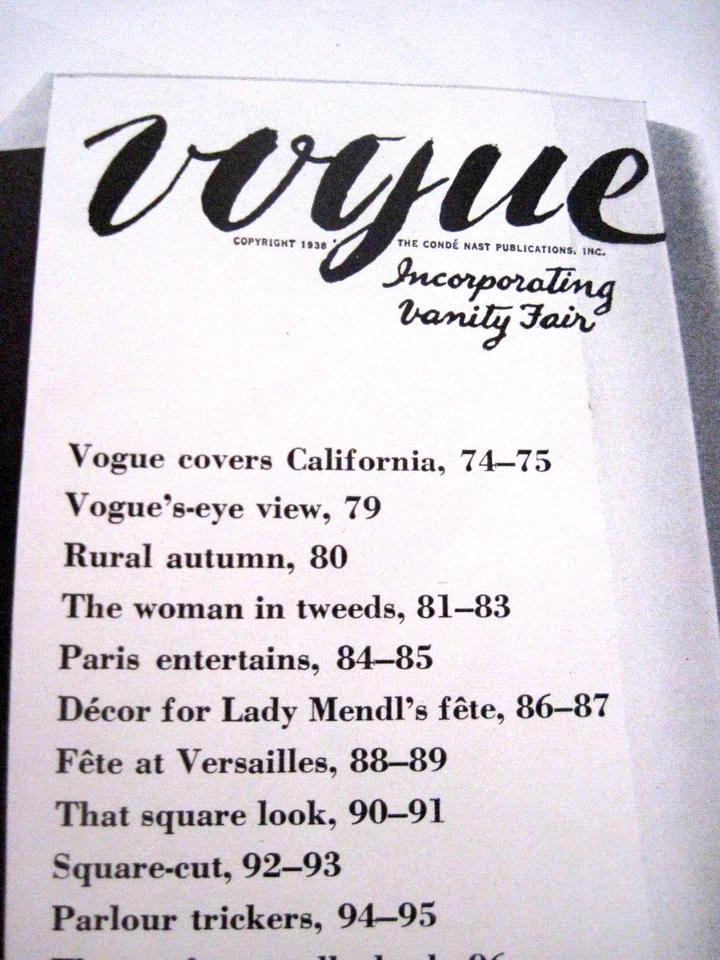 Vogue
COPYRIGHT 1938 THE CONDÉ NAST PUBLICATIONS, INC.
Incorporating
Vanity Fair
Vogue covers California, 74–75
Vogue's-eye view, 79
Rural autumn, 80
The woman in tweeds, 81–83
Paris entertains, 84–85
Décor for Lady Mendl's fête, 86–87
Fête at Versailles, 88–89
That square look, 90–91
Square-cut, 92–93
Parlour trickers, 94–95